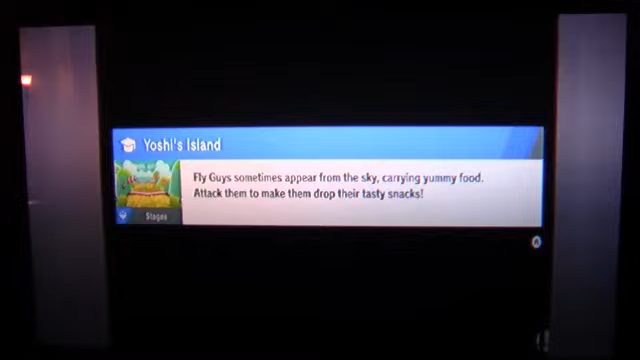 Yoshi's Island
Fly Guys sometimes appear from the sky, carrying yummy food.
Attack them to make them drop their tasty snacks!
Stages
A